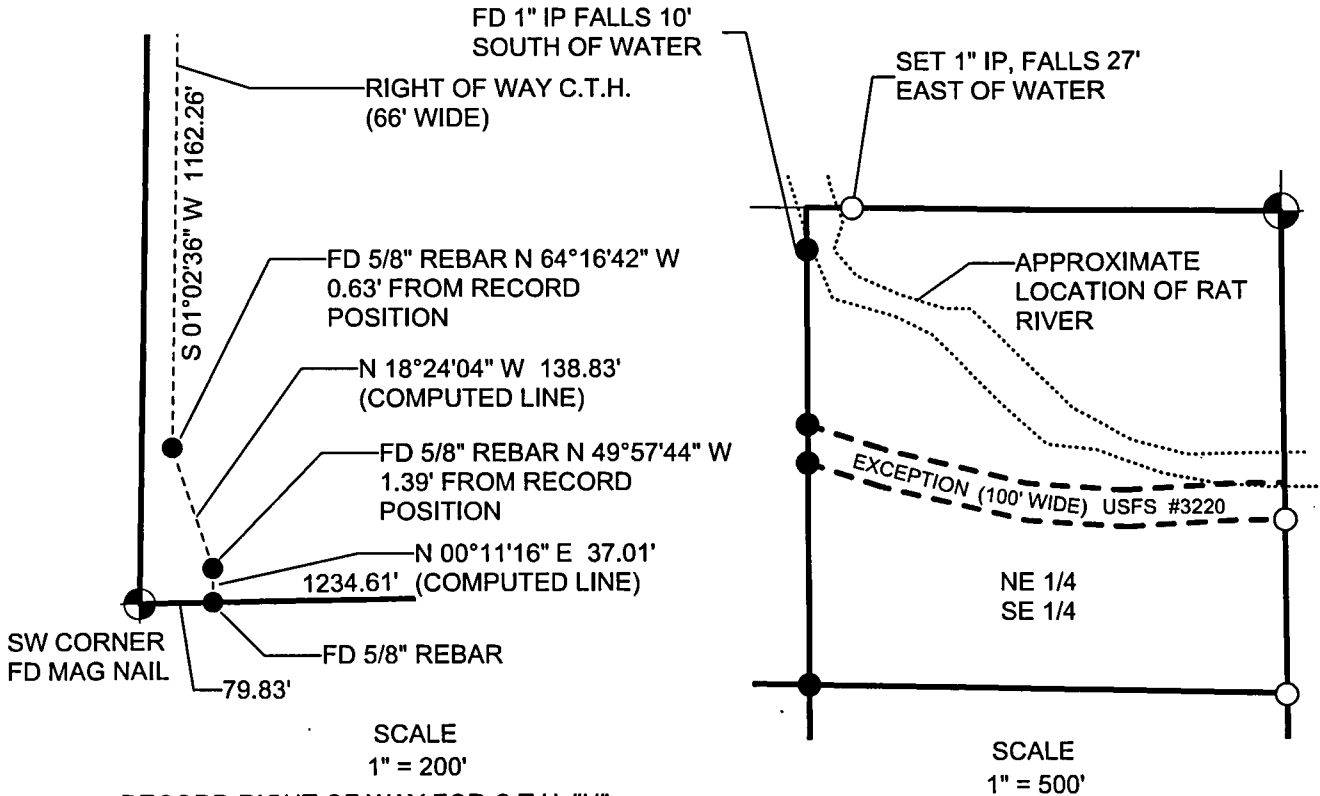 FD 1" IP FALLS 10'
SOUTH OF WATER
SET 1" IP, FALLS 27'
EAST OF WATER
RIGHT OF WAY C.T.H.
(66' WIDE)
S 01°02'36" W 1162.26'
FD 5/8" REBAR N 64°16'42" W
0.63' FROM RECORD
POSITION
APPROXIMATE
LOCATION OF RAT
RIVER
N 18°24'04" W 138.83'
(COMPUTED LINE)
FD 5/8" REBAR N 49°57'44" W
1.39' FROM RECORD
POSITION
EXCEPTION (100' WIDE) USFS #3220
N 00°11'16" E 37.01'
(COMPUTED LINE)
1234.61'
NE 1/4
SE 1/4
SW CORNER
FD MAG NAIL
FD 5/8" REBAR
79.83'
SCALE
1" = 200'
SCALE
1" = 500'